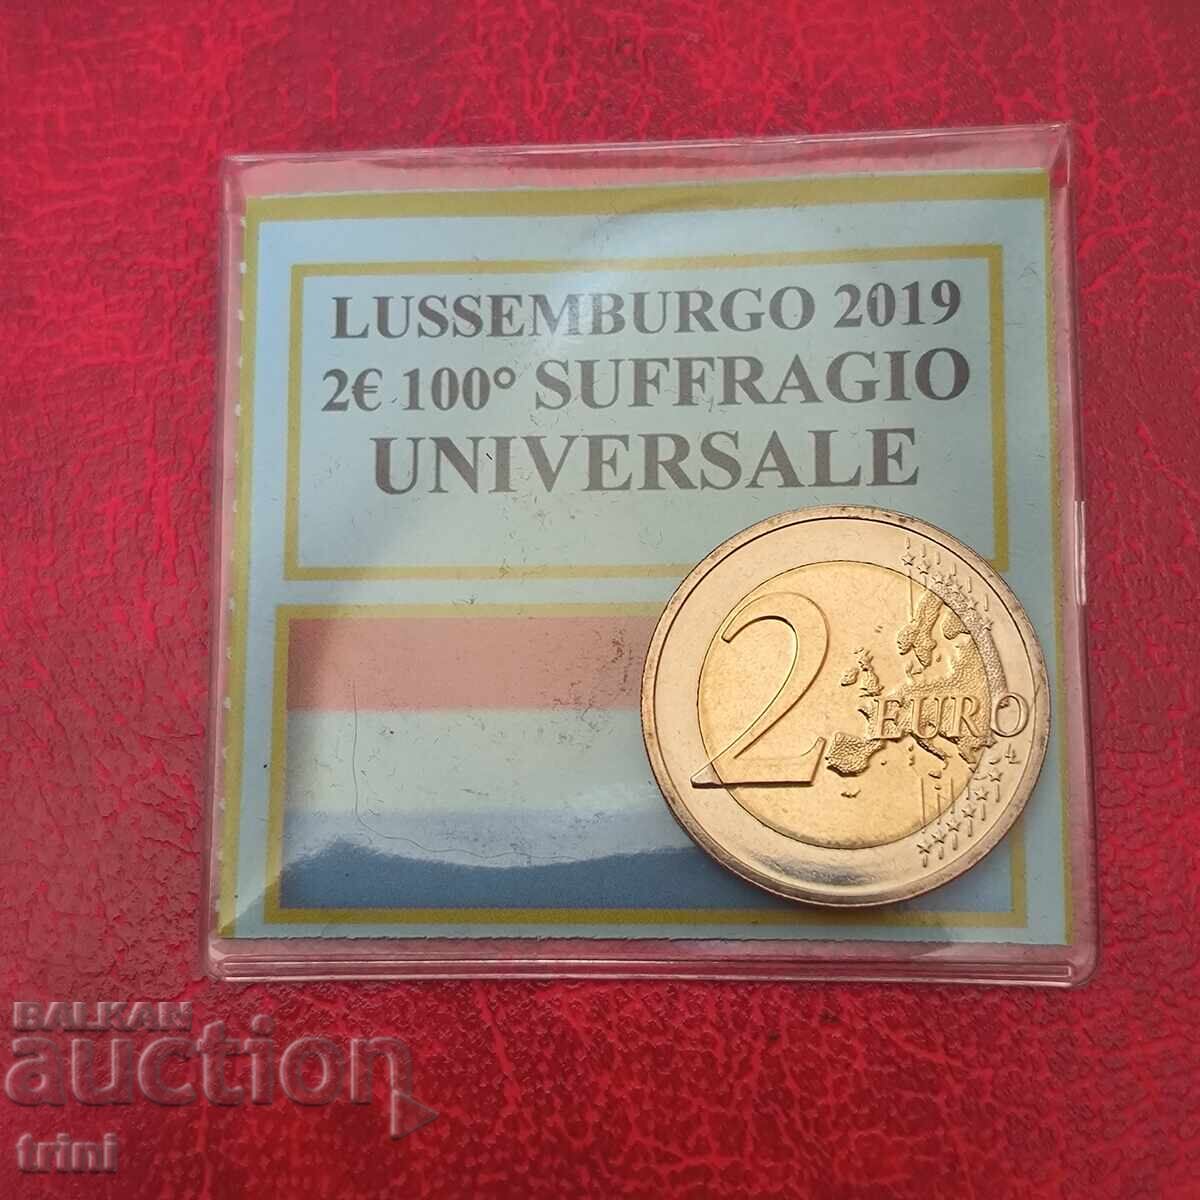 LUSSEMBURGO 2019
2€ 100° SUFFRAGIO
UNIVERSALE
2 EURO
BALKAN
auction
trini